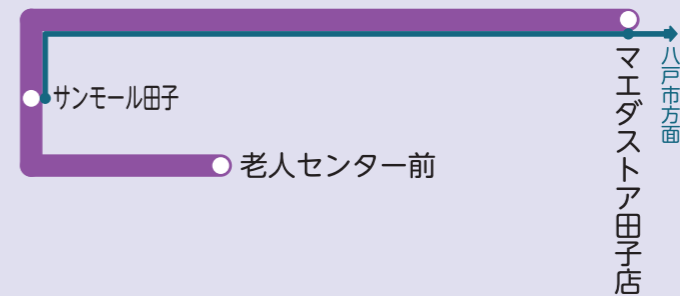 サンモール田子
老人センター前
マエダストア田子店
八戸市方面